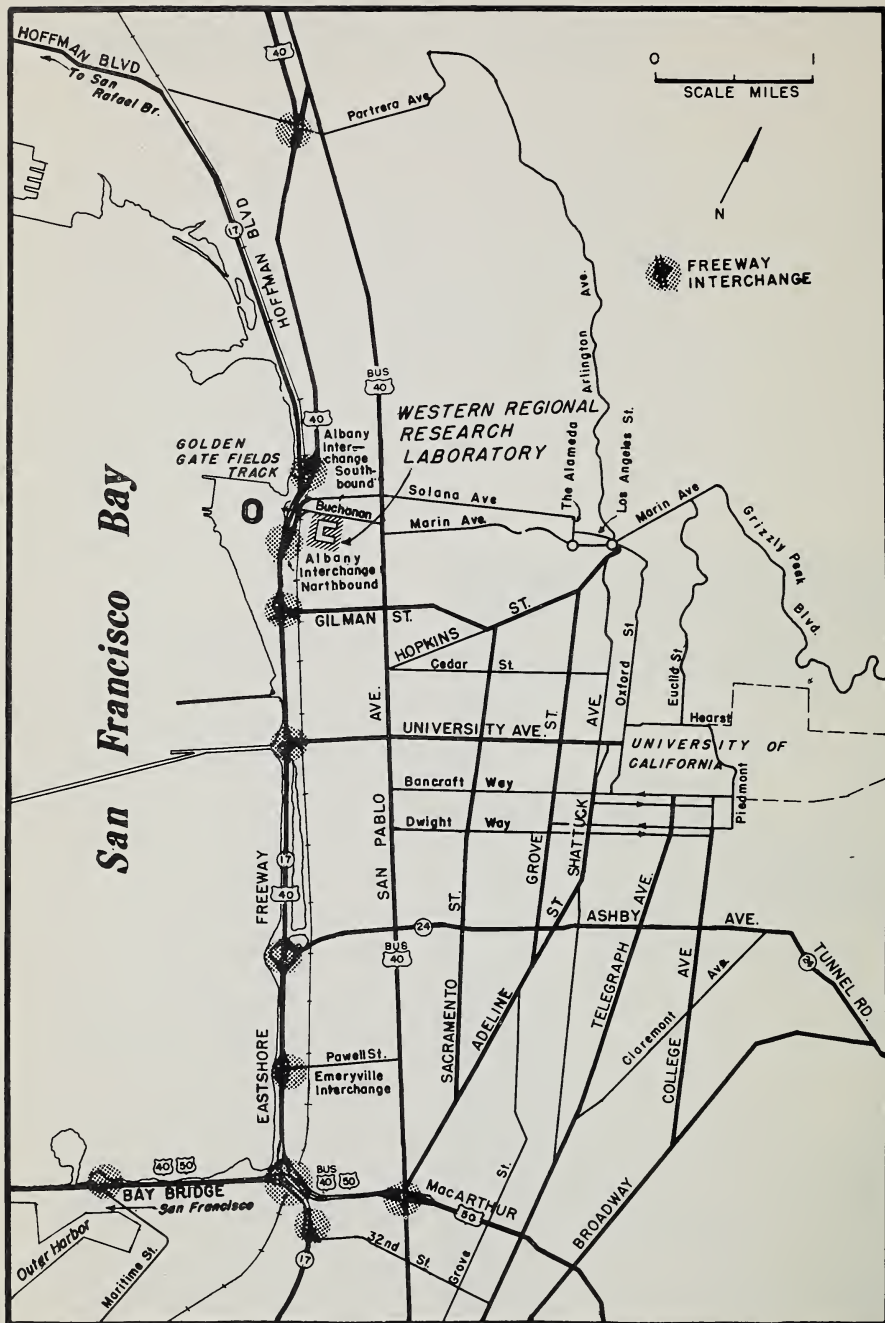 HOFFMAN BLVD
To San
Rafael Br.
40
Partrera Ave
0 1
SCALE MILES
N
FREEWAY
INTERCHANGE
17
HOFFMAN BLVD
BUS
40
Arlington Ave.
WESTERN REGIONAL
RESEARCH
LABORATORY
40
Albany
Inter-
change
South-
bound
GOLDEN
GATE FIELDS
TRACK
The Alameda
Los Angeles St.
Solana Ave
Buchanan
Marin Ave.
Marin Ave
Grizzly Peak Blvd.
Albany
Interchange
Northbound
GILMAN ST.
HOPKINS ST.
Cedar St.
Oxford St
Euclid St.
San Francisco Bay
UNIVERSITY AVE.
Hearst
UNIVERSITY OF
CALIFORNIA
Piedmont
Bancraft Wey
Dwight Way
SAN PABLO AVE.
GROVE ST.
SHATTUCK AVE
17
40
EASTSHORE FREEWAY
24
ASHBY AVE.
BUS
40
24
TUNNEL RD.
SACRAMENTO ST.
ADELINE ST
TELEGRAPH AVE.
COLLEGE AVE
Claremont Ave.
Pawell St.
Emeryville
Interchange
40 50
BUS
40 50
BAY BRIDGE
San Francisco
MacARTHUR
50
BROADWAY
Outer Harbor
Maritime St.
17
32nd St.
Grove St.